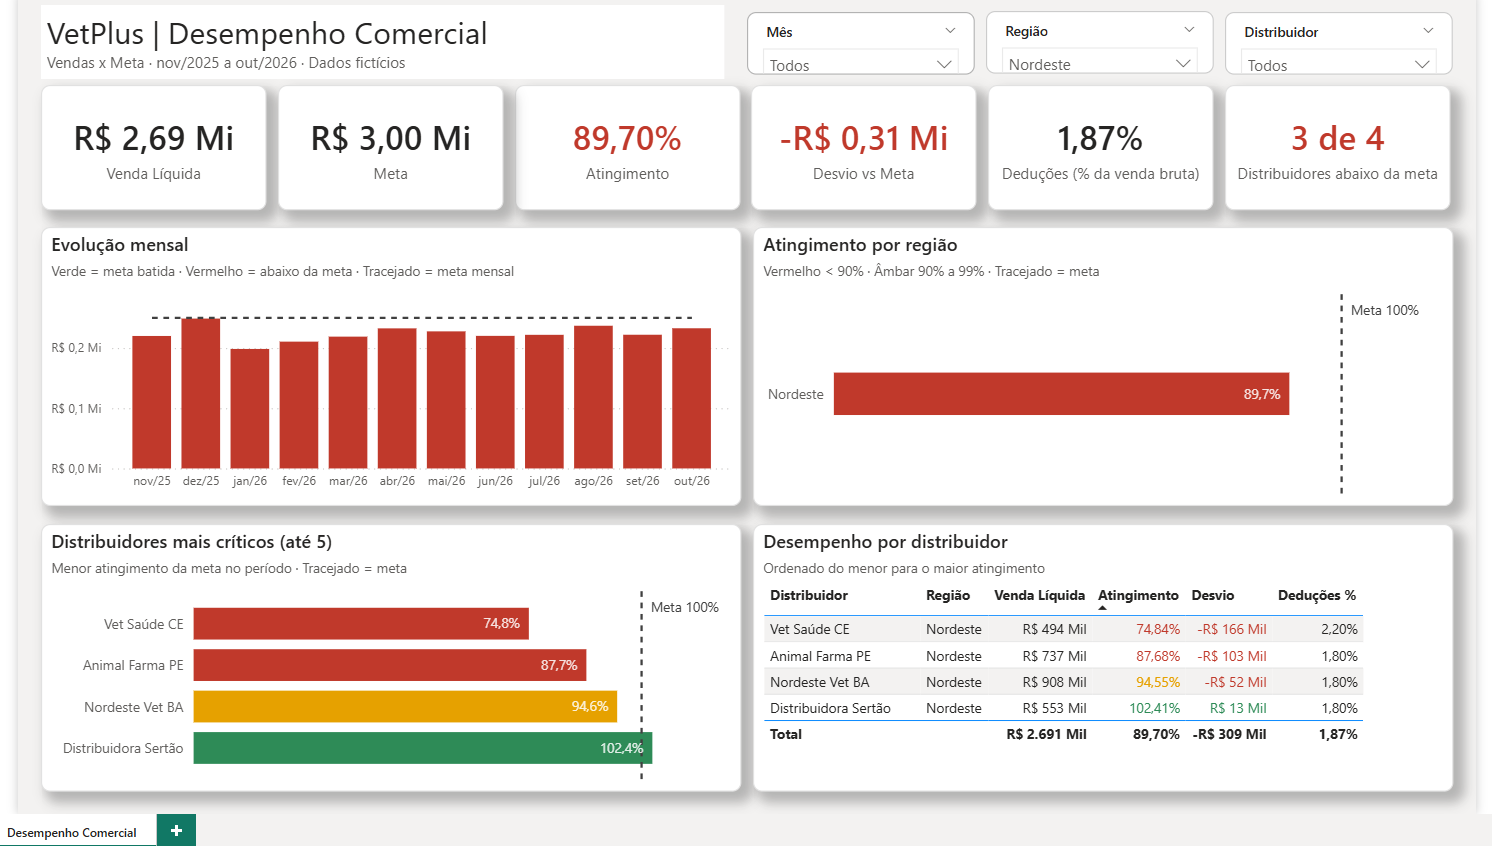 VetPlus | Desempenho Comercial
Vendas x Meta · nov/2025 a out/2026 · Dados fictícios
Mês
Todos
Região
Nordeste
Distribuidor
Todos
R$ 2,69 Mi
Venda Líquida
R$ 3,00 Mi
Meta
89,70%
Atingimento
-R$ 0,31 Mi
Desvio vs Meta
1,87%
Deduções (% da venda bruta)
3 de 4
Distribuidores abaixo da meta
Evolução mensal
Verde = meta batida · Vermelho = abaixo da meta · Tracejado = meta mensal
R$ 0,2 Mi
R$ 0,1 Mi
R$ 0,0 Mi
nov/25 dez/25 jan/26 fev/26 mar/26 abr/26 mai/26 jun/26 jul/26 ago/26 set/26 out/26
Atingimento por região
Vermelho < 90% · Âmbar 90% a 99% · Tracejado = meta
Meta 100%
Nordeste 89,7%
Distribuidores mais críticos (até 5)
Menor atingimento da meta no período · Tracejado = meta
Meta 100%
Vet Saúde CE 74,8%
Animal Farma PE 87,7%
Nordeste Vet BA 94,6%
Distribuidora Sertão 102,4%
Desempenho por distribuidor
Ordenado do menor para o maior atingimento
Distribuidor Região Venda Líquida Atingimento Desvio Deduções %
Vet Saúde CE Nordeste R$ 494 Mil 74,84% -R$ 166 Mil 2,20%
Animal Farma PE Nordeste R$ 737 Mil 87,68% -R$ 103 Mil 1,80%
Nordeste Vet BA Nordeste R$ 908 Mil 94,55% -R$ 52 Mil 1,80%
Distribuidora Sertão Nordeste R$ 553 Mil 102,41% R$ 13 Mil 1,80%
Total R$ 2.691 Mil 89,70% -R$ 309 Mil 1,87%
Desempenho Comercial
+